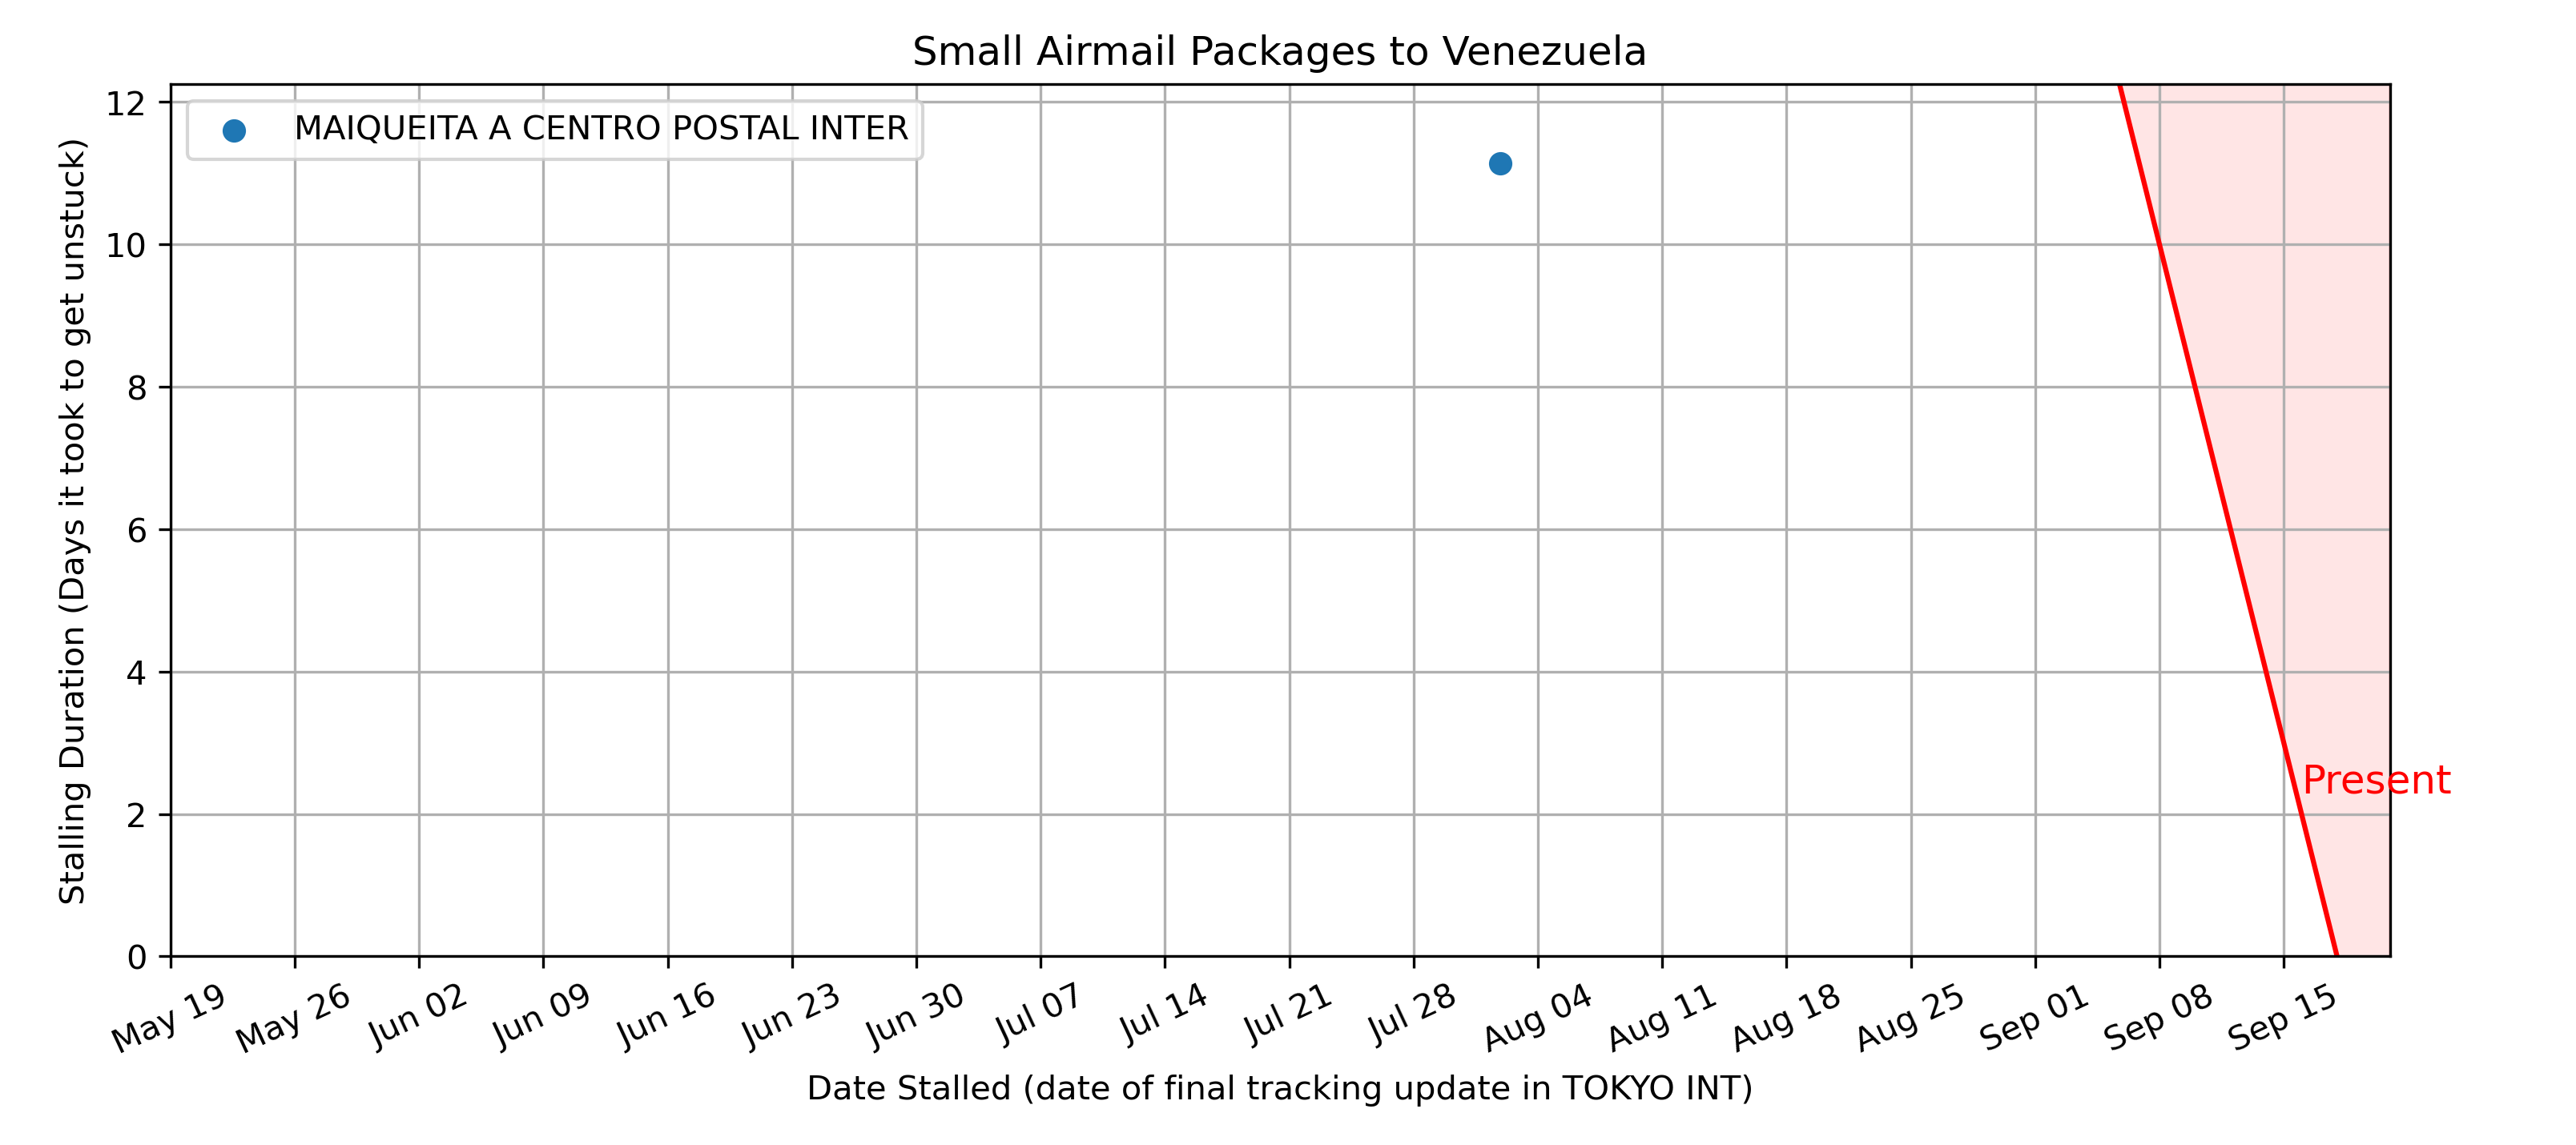 Small Airmail Packages to Venezuela
MAIQUEITA A CENTRO POSTAL INTER
Stalling Duration (Days it took to get unstuck)
12
10
8
6
4
2
0
Present
May 19
May 26
Jun 02
Jun 09
Jun 16
Jun 23
Jun 30
Jul 07
Jul 14
Jul 21
Jul 28
Aug 04
Aug 11
Aug 18
Aug 25
Sep 01
Sep 08
Sep 15
Date Stalled (date of final tracking update in TOKYO INT)